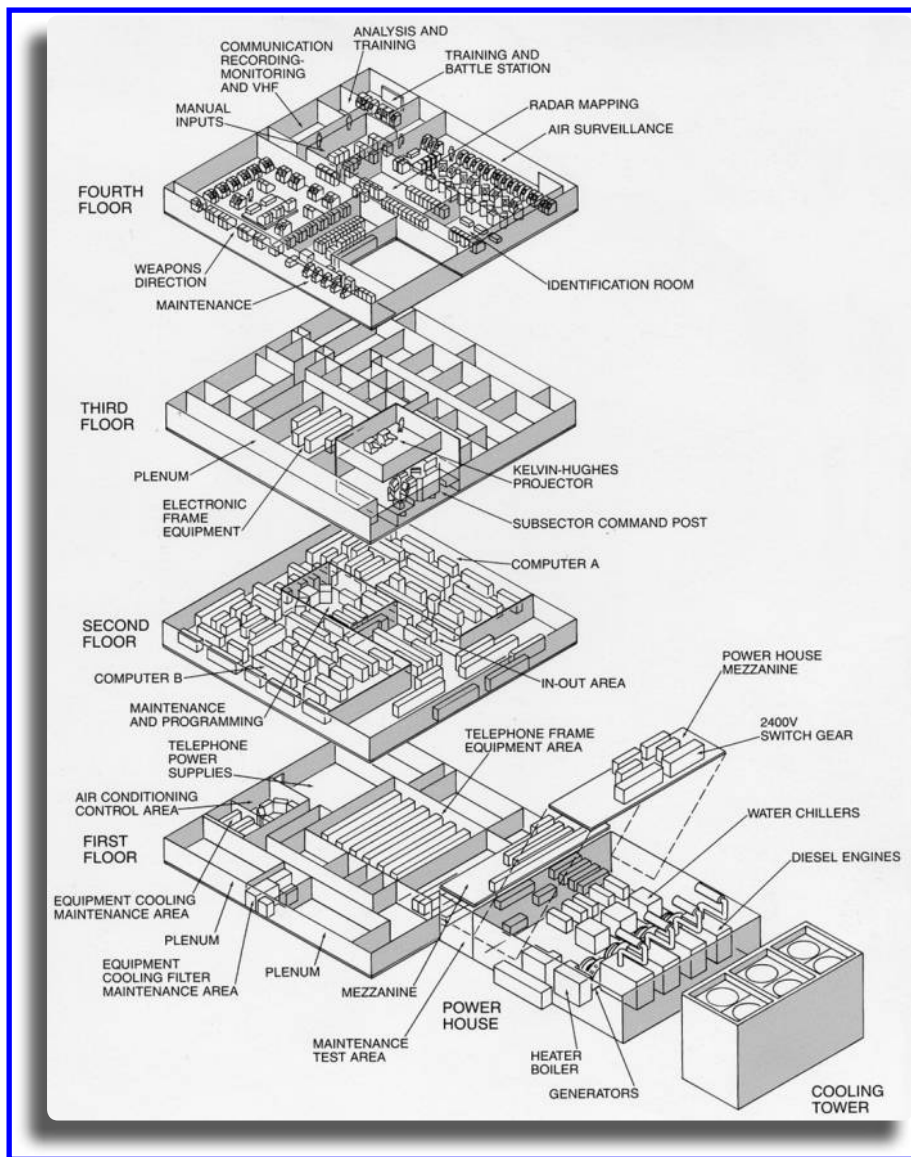 ANALYSIS AND
TRAINING
COMMUNICATION
RECORDING-
MONITORING
AND VHF
TRAINING AND
BATTLE STATION
MANUAL
INPUTS
RADAR MAPPING
AIR SURVEILLANCE
FOURTH
FLOOR
WEAPONS
DIRECTION
MAINTENANCE
IDENTIFICATION ROOM
THIRD
FLOOR
PLENUM
ELECTRONIC
FRAME
EQUIPMENT
KELVIN-HUGHES
PROJECTOR
SUBSECTOR COMMAND POST
COMPUTER A
SECOND
FLOOR
COMPUTER B
MAINTENANCE
AND PROGRAMMING
IN-OUT AREA
POWER HOUSE
MEZZANINE
2400V
SWITCH GEAR
TELEPHONE FRAME
EQUIPMENT AREA
TELEPHONE
POWER
SUPPLIES
AIR CONDITIONING
CONTROL AREA
FIRST
FLOOR
WATER CHILLERS
DIESEL ENGINES
EQUIPMENT COOLING
MAINTENANCE AREA
PLENUM
EQUIPMENT
COOLING FILTER
MAINTENANCE AREA
PLENUM
MEZZANINE
POWER
HOUSE
MAINTENANCE
TEST AREA
HEATER
BOILER
GENERATORS
COOLING
TOWER